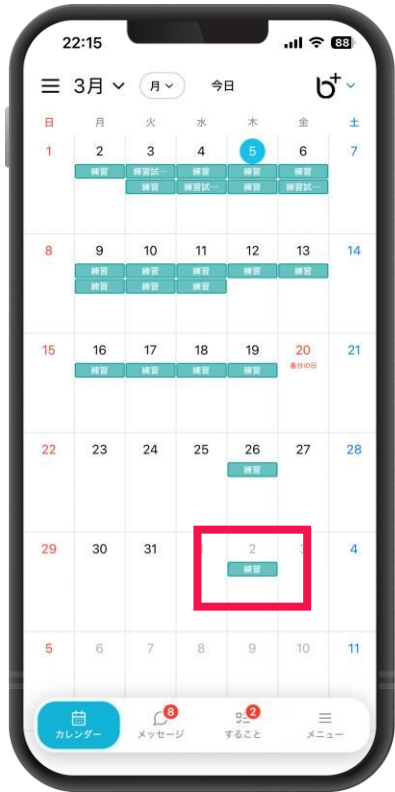 22:15 88
3月 月 今日 b+
日 月 火 水 木 金 土
1 2 3 4 5 6 7
練習 練習試… 練習 練習 練習
練習 練習試… 練習 練習試…
8 9 10 11 12 13 14
練習 練習 練習 練習 練習
練習 練習 練習
15 16 17 18 19 20 21
練習 練習 練習 練習 春分の日
22 23 24 25 26 27 28
練習
29 30 31 1 2 3 4
練習
5 6 7 8 9 10 11
8 2
カレンダー メッセージ すること メニュー